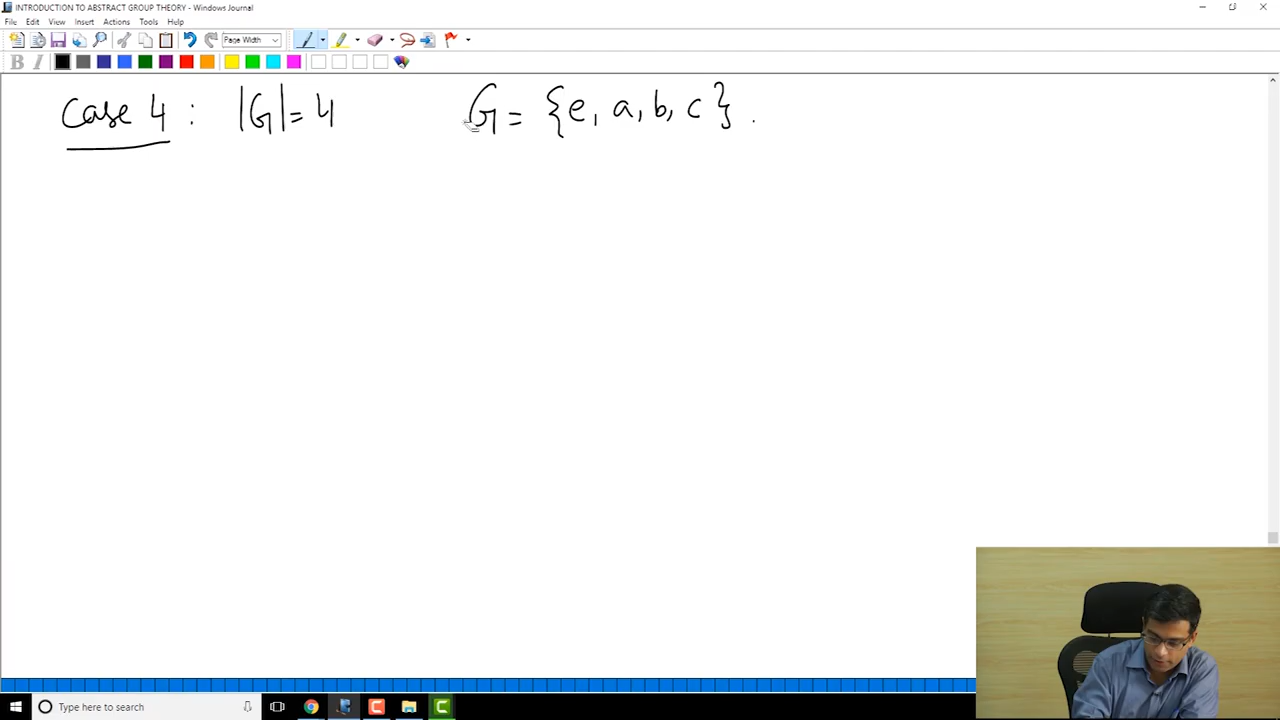 INTRODUCTION TO ABSTRACT GROUP THEORY - Windows Journal
File Edit View Insert Actions Tools Help
Page Width
B I
Case 4 : |G| = 4 G = {e, a, b, c} .
Type here to search